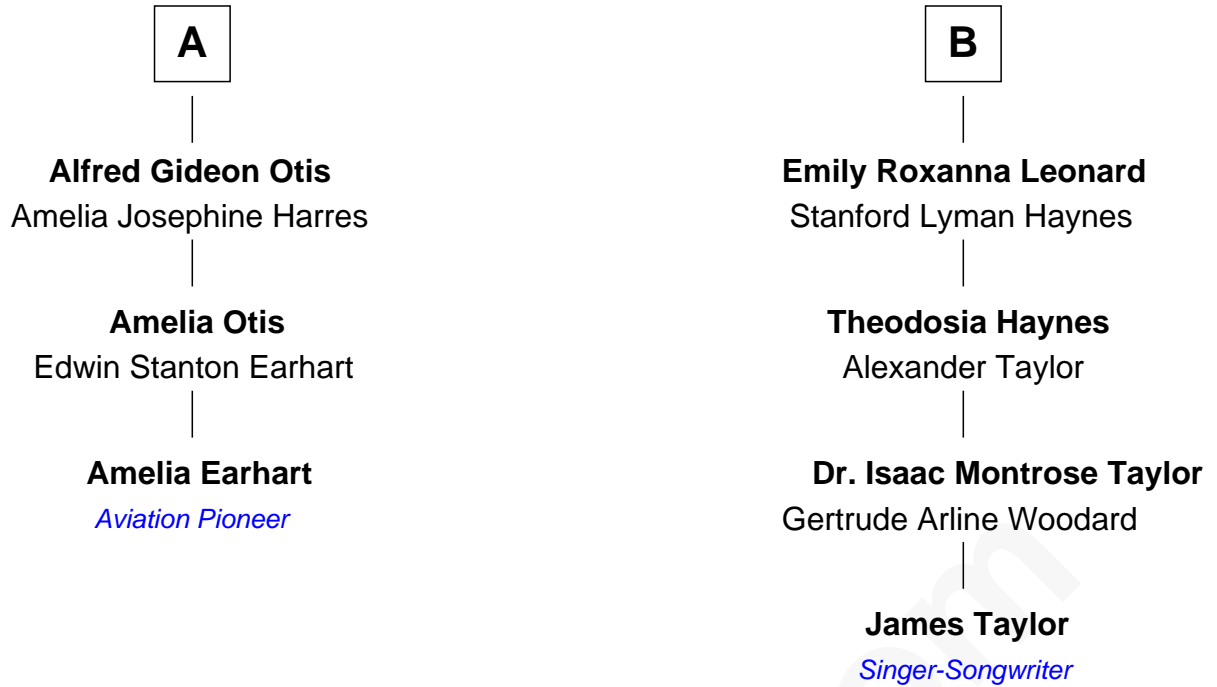 A
Alfred Gideon Otis
Amelia Josephine Harres
Amelia Otis
Edwin Stanton Earhart
Amelia Earhart
Aviation Pioneer
B
Emily Roxanna Leonard
Stanford Lyman Haynes
Theodosia Haynes
Alexander Taylor
Dr. Isaac Montrose Taylor
Gertrude Arline Woodard
James Taylor
Singer-Songwriter
om